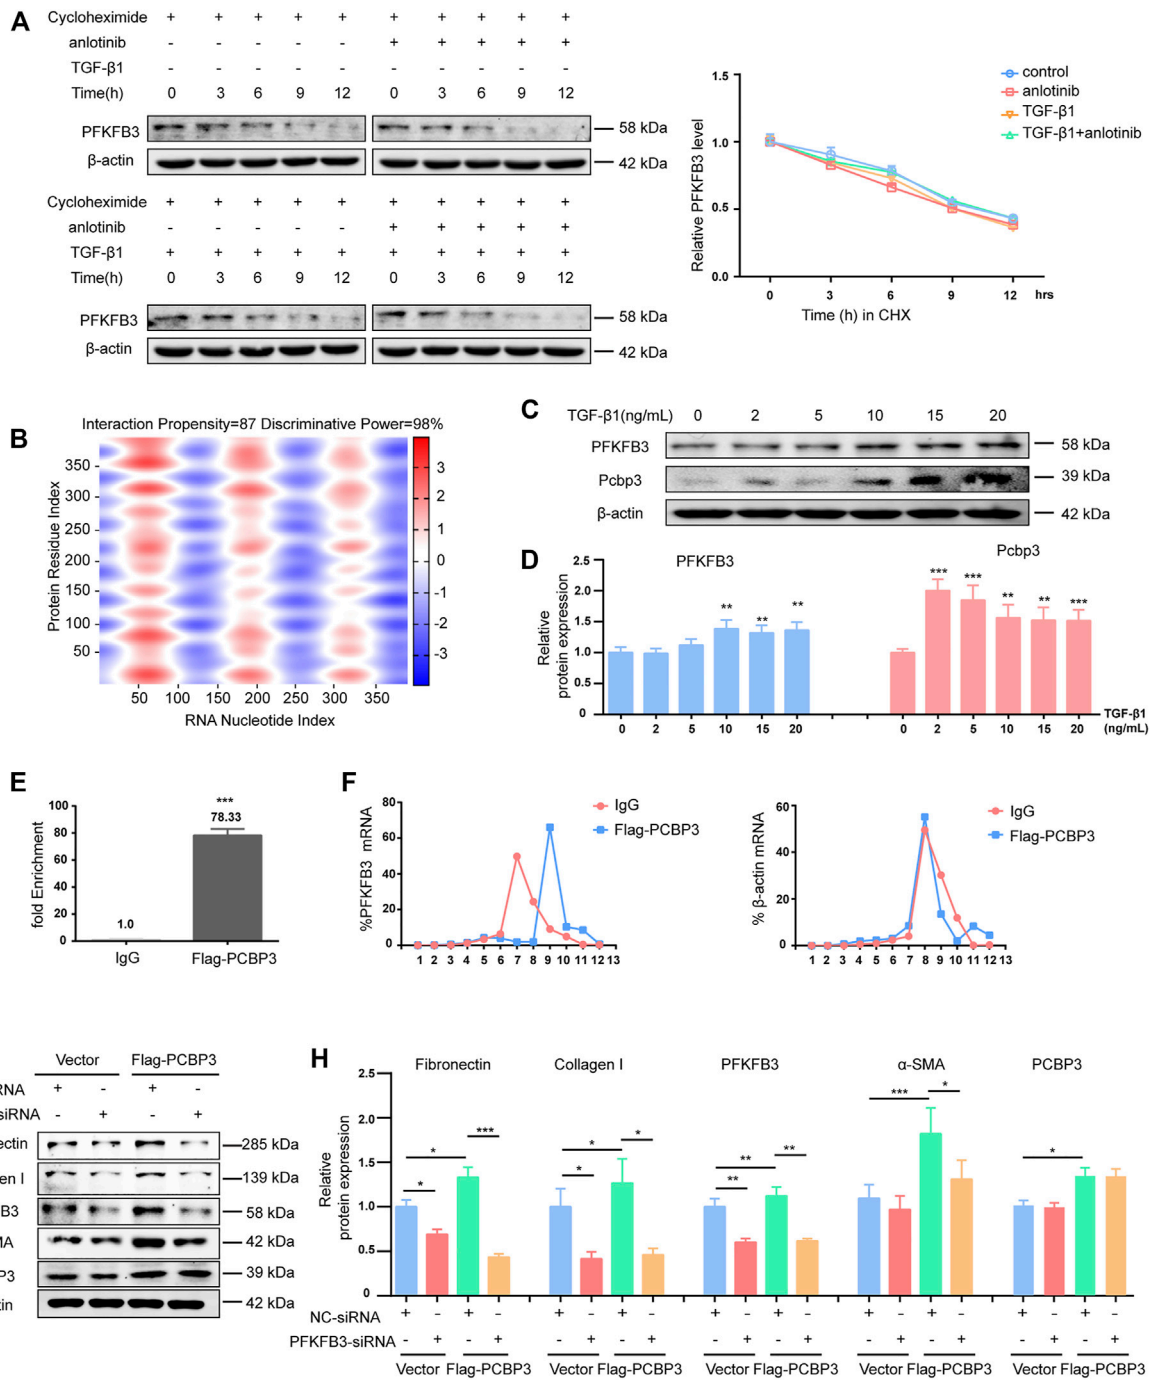 A
Cycloheximide + + + + + + + + + +
anlotinib - - - - - + + + + +
TGF-β1 - - - - - - - - - -
Time(h) 0 3 6 9 12 0 3 6 9 12
PFKFB3 58 kDa
β-actin 42 kDa
Cycloheximide + + + + + + + + + +
anlotinib - - - - - + + + + +
TGF-β1 + + + + + + + + + +
Time(h) 0 3 6 9 12 0 3 6 9 12
PFKFB3 58 kDa
β-actin 42 kDa
control
anlotinib
TGF-β1
TGF-β1+anlotinib
Relative PFKFB3 level
1.5
1.0
0.5
0.0
0 3 6 9 12 hrs
Time (h) in CHX
B
Interaction Propensity=87 Discriminative Power=98%
Protein Residue Index
350
300
250
200
150
100
50
50 100 150 200 250 300 350
RNA Nucleotide Index
3
2
1
0
-1
-2
-3
C
TGF-β1(ng/mL) 0 2 5 10 15 20
PFKFB3 58 kDa
Pcbp3 39 kDa
β-actin 42 kDa
D
PFKFB3 Pcbp3
Relative
protein expression
2.5
2.0
1.5
1.0
0.5
0
** ** ** *** *** ** ** ***
0 2 5 10 15 20 0 2 5 10 15 20
TGF-β1
(ng/mL)
E
fold Enrichment
100
80
60
40
20
0
1.0
***
78.33
IgG Flag-PCBP3
F
%PFKFB3 mRNA
80
60
40
20
0
1 2 3 4 5 6 7 8 9 10 11 12 13
IgG
Flag-PCBP3
% β-actin mRNA
60
40
20
0
1 2 3 4 5 6 7 8 9 10 11 12 13
IgG
Flag-PCBP3
Vector Flag-PCBP3
RNA + - + -
siRNA - + - +
ectin 285 kDa
en I 139 kDa
B3 58 kDa
MA 42 kDa
P3 39 kDa
tin 42 kDa
H
Fibronectin Collagen I PFKFB3 α-SMA PCBP3
Relative
protein expression
2.5
2.0
1.5
1.0
0.5
0
* * *** * * * ** ** ** *** * *
NC-siRNA + - + - + - + - + - + - + - + - + - + -
PFKFB3-siRNA - + - + - + - + - + - + - + - + - + - +
Vector Flag-PCBP3 Vector Flag-PCBP3 Vector Flag-PCBP3 Vector Flag-PCBP3 Vector Flag-PCBP3